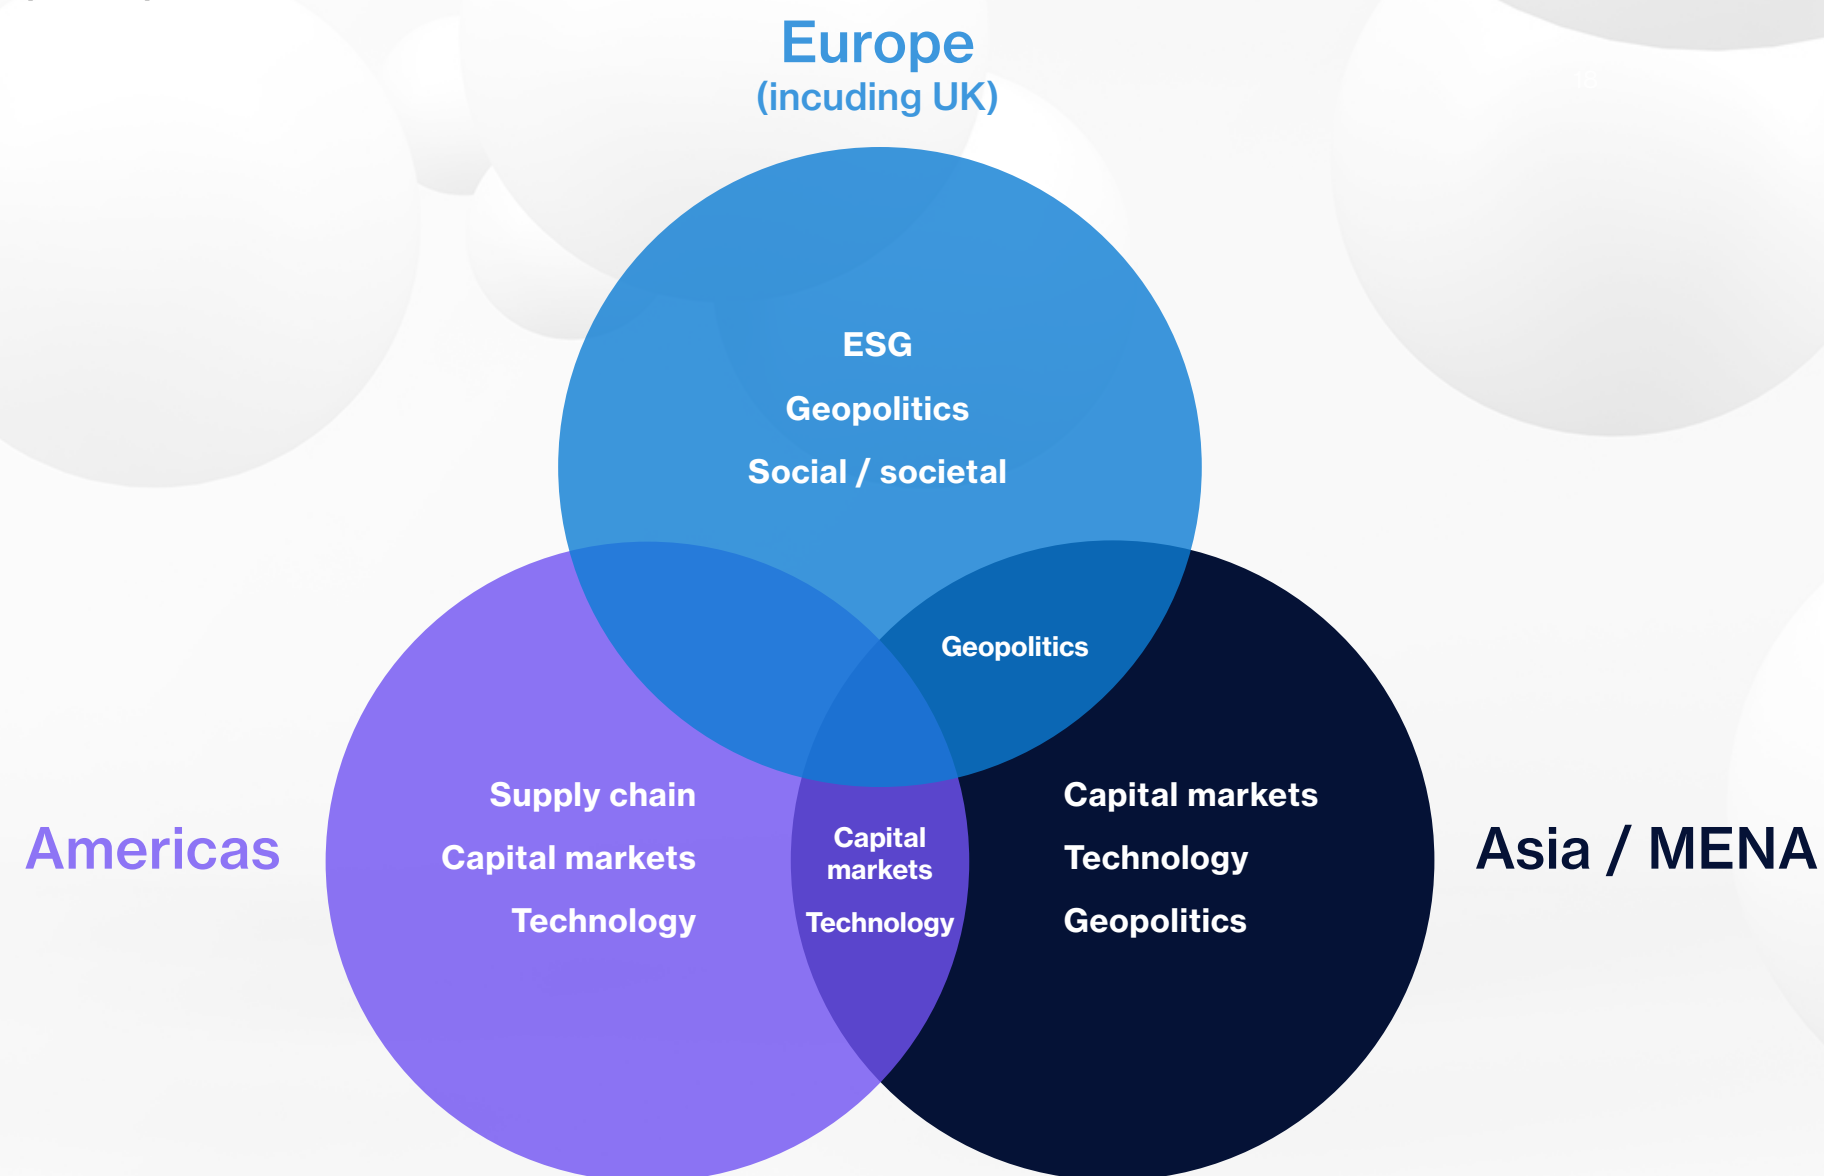 Europe
(incuding UK)
ESG
Geopolitics
Social / societal
Geopolitics
Americas
Supply chain
Capital markets
Technology
Capital
markets
Technology
Capital markets
Technology
Geopolitics
Asia / MENA